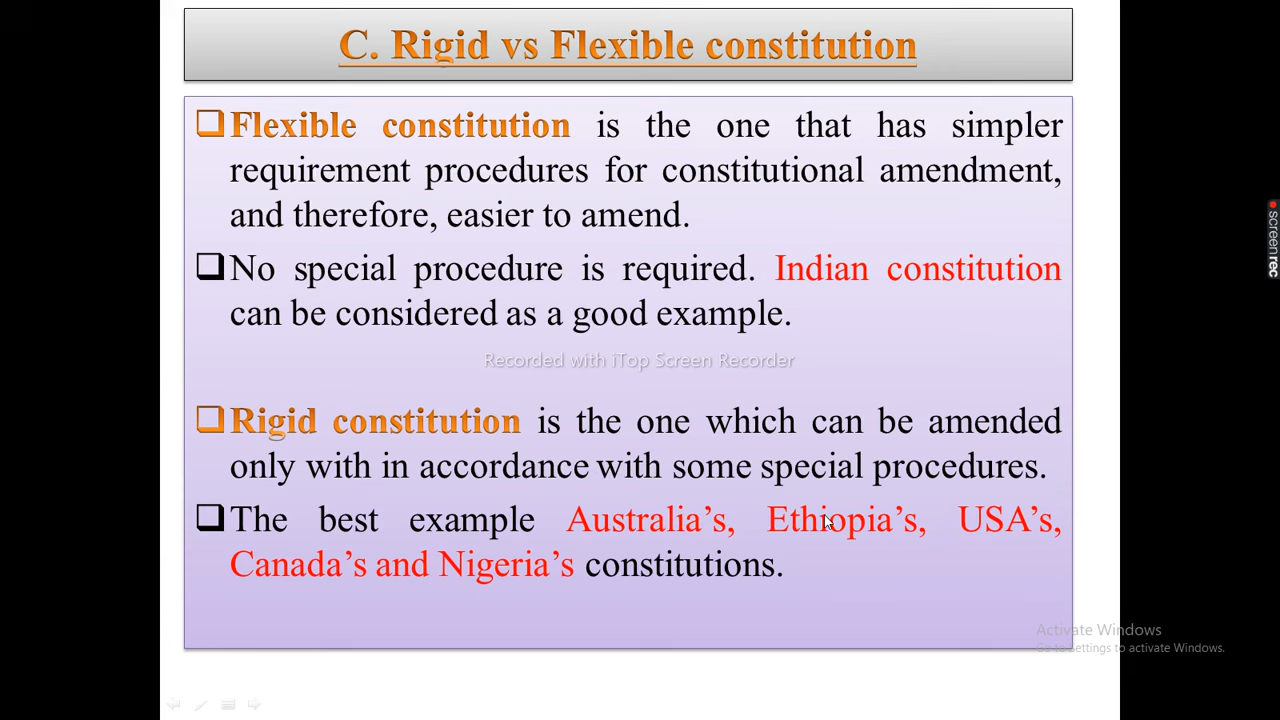 C. Rigid vs Flexible constitution
❑Flexible constitution is the one that has simpler
requirement procedures for constitutional amendment,
and therefore, easier to amend.
❑No special procedure is required. Indian constitution
can be considered as a good example.
Recorded with iTop Screen Recorder
❑Rigid constitution is the one which can be amended
only with in accordance with some special procedures.
❑The best example Australia’s, Ethiopia’s, USA’s,
Canada’s and Nigeria’s constitutions.
Activate Windows
Go to Settings to activate Windows.
screenrec